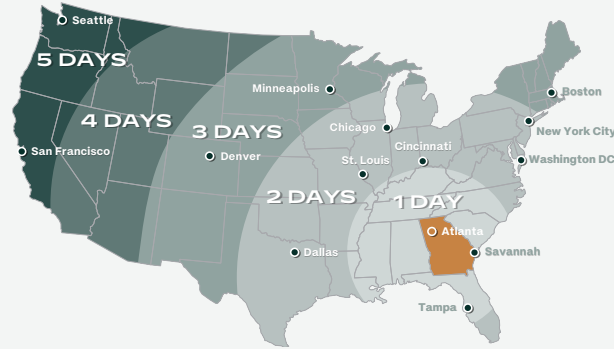 Seattle
5 DAYS
Minneapolis
Boston
4 DAYS
3 DAYS
Chicago
New York City
Cincinnati
San Francisco
Denver
St. Louis
Washington DC
2 DAYS
1 DAY
Atlanta
Dallas
Savannah
Tampa